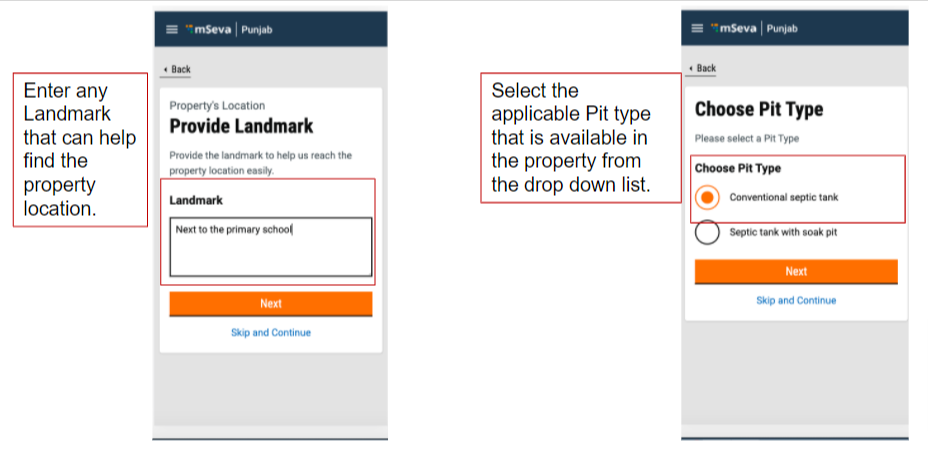 Enter any
Landmark
that can help
find the
property
location.
mSeva | Punjab
Back
Property's Location
Provide Landmark
Provide the landmark to help us reach the
property location easily.
Landmark
Next to the primary school
Next
Skip and Continue
Select the
applicable Pit type
that is available in
the property from
the drop down list.
mSeva | Punjab
Back
Choose Pit Type
Please select a Pit Type
Choose Pit Type
Conventional septic tank
Septic tank with soak pit
Next
Skip and Continue